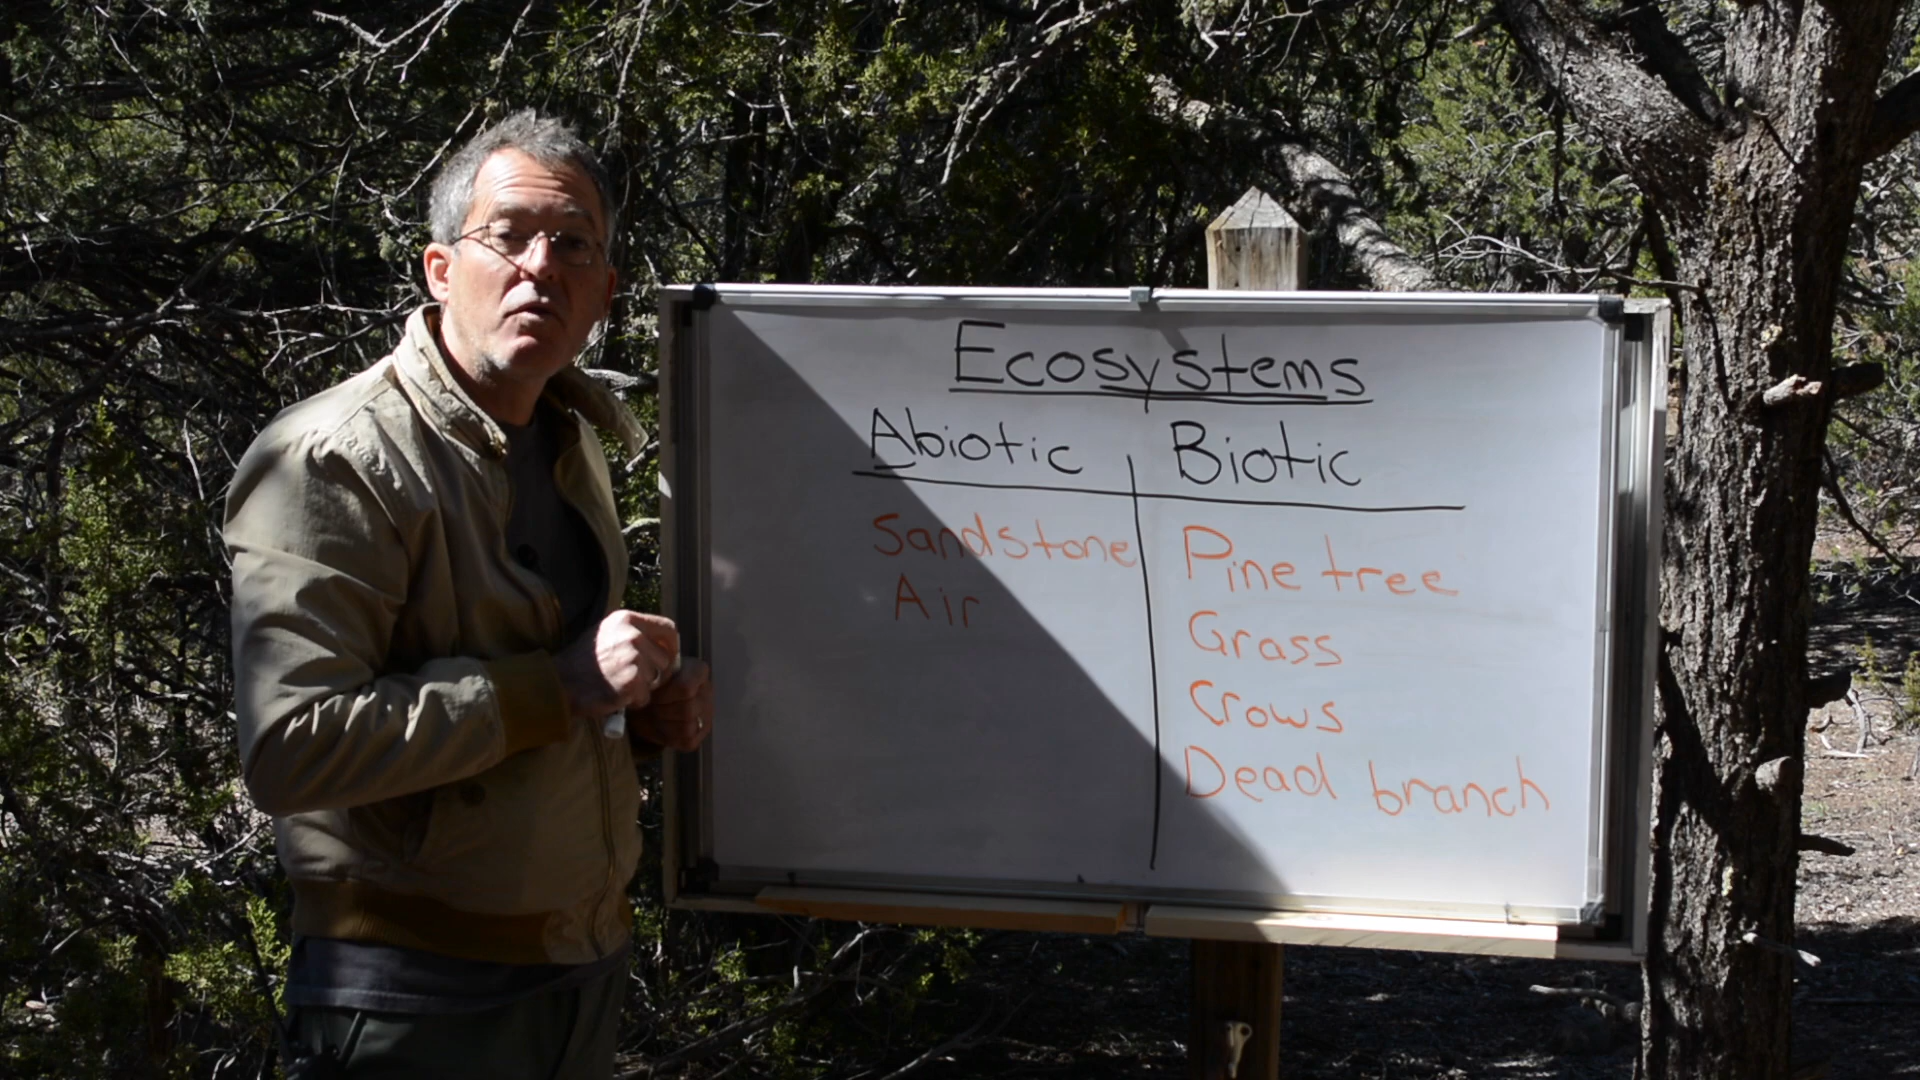 Ecosystems
Abiotic Biotic
Sandstone Pine tree
Air Grass
Crows
Dead branch